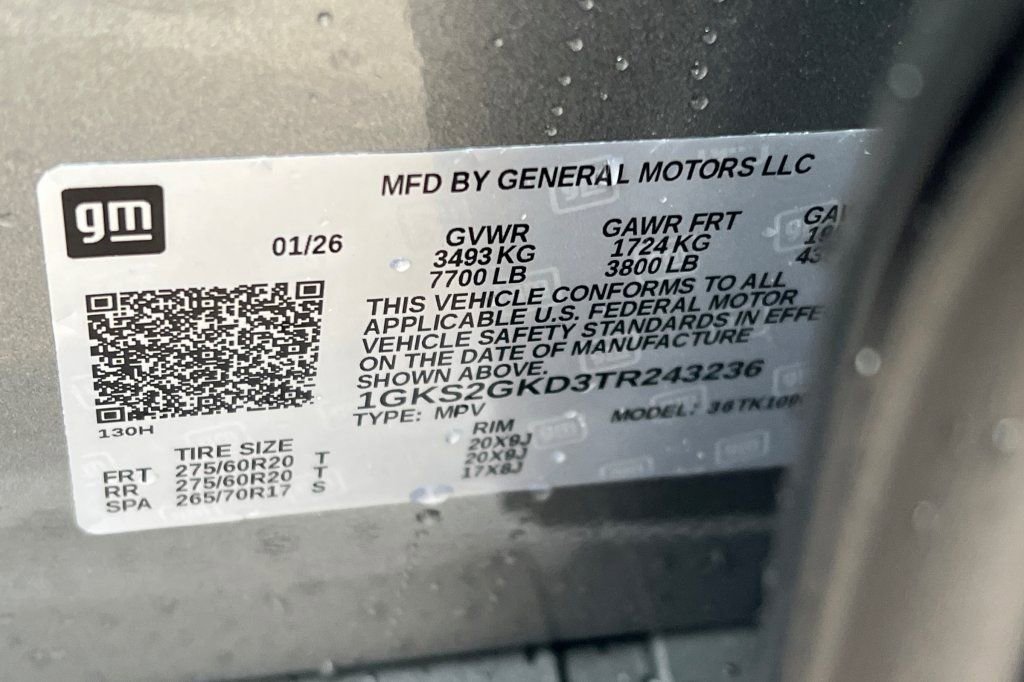 gm
MFD BY GENERAL MOTORS LLC
01/26
GVWR GAWR FRT
3493 KG 1724 KG
7700 LB 3800 LB
THIS VEHICLE CONFORMS TO ALL
APPLICABLE U.S. FEDERAL MOTOR
VEHICLE SAFETY STANDARDS IN EFFE
ON THE DATE OF MANUFACTURE
SHOWN ABOVE.
1GKS2GKD3TR243236
TYPE: MPV MODEL: 36TK109
130H
TIRE SIZE RIM
FRT 275/60R20 T 20X9J
RR 275/60R20 T 20X9J
SPA 265/70R17 S 17X8J